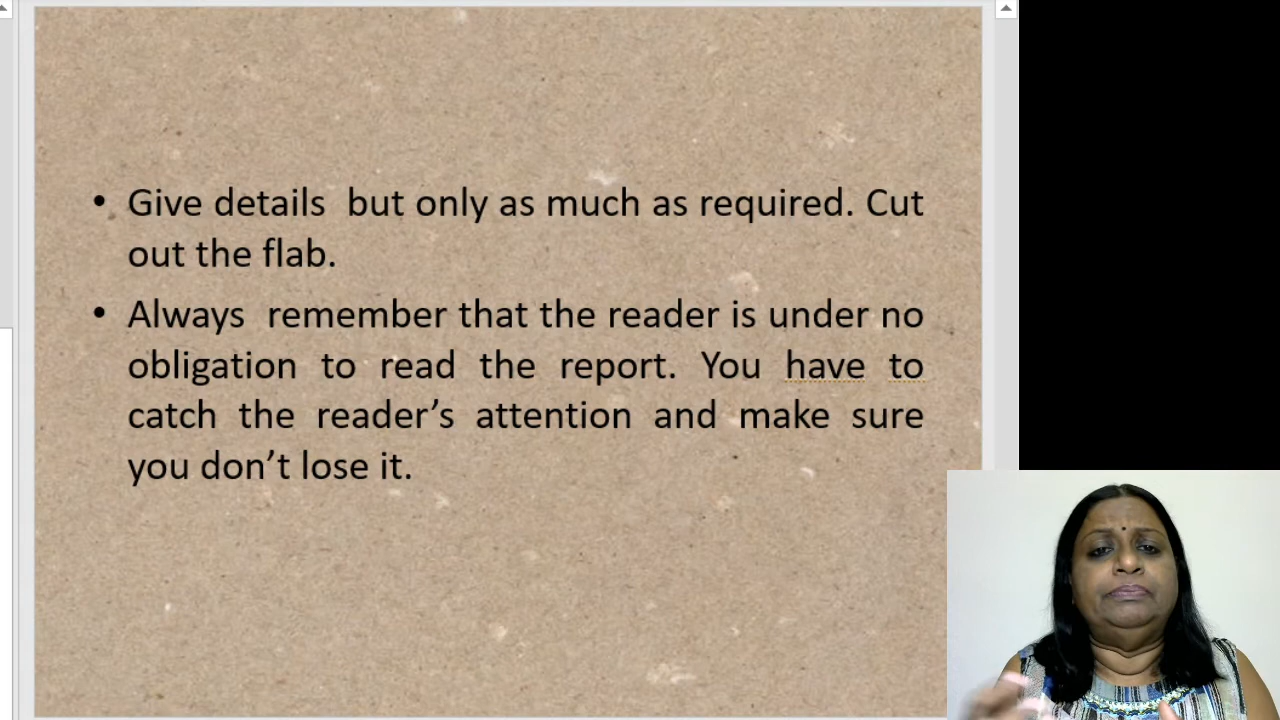 • Give details  but only as much as required. Cut
out the flab.
• Always  remember that the reader is under no
obligation to read the report. You have to
catch the reader’s attention and make sure
you don’t lose it.